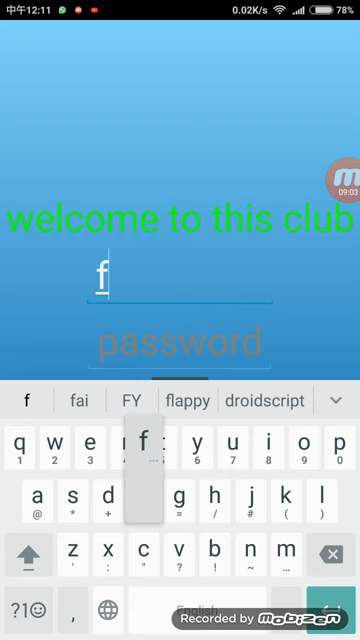 中午12:11 0.02K/s 78%
09:03
welcome to this club
f
password
f fai FY flappy droidscript
q w e f y u i o p
1 2 3 6 7 8 9 0
a s d g h j k l
@ * + = / # ( )
z x c v b n m
' : " ? ! ~ …
?1☺ , English
Recorded by Mobizen